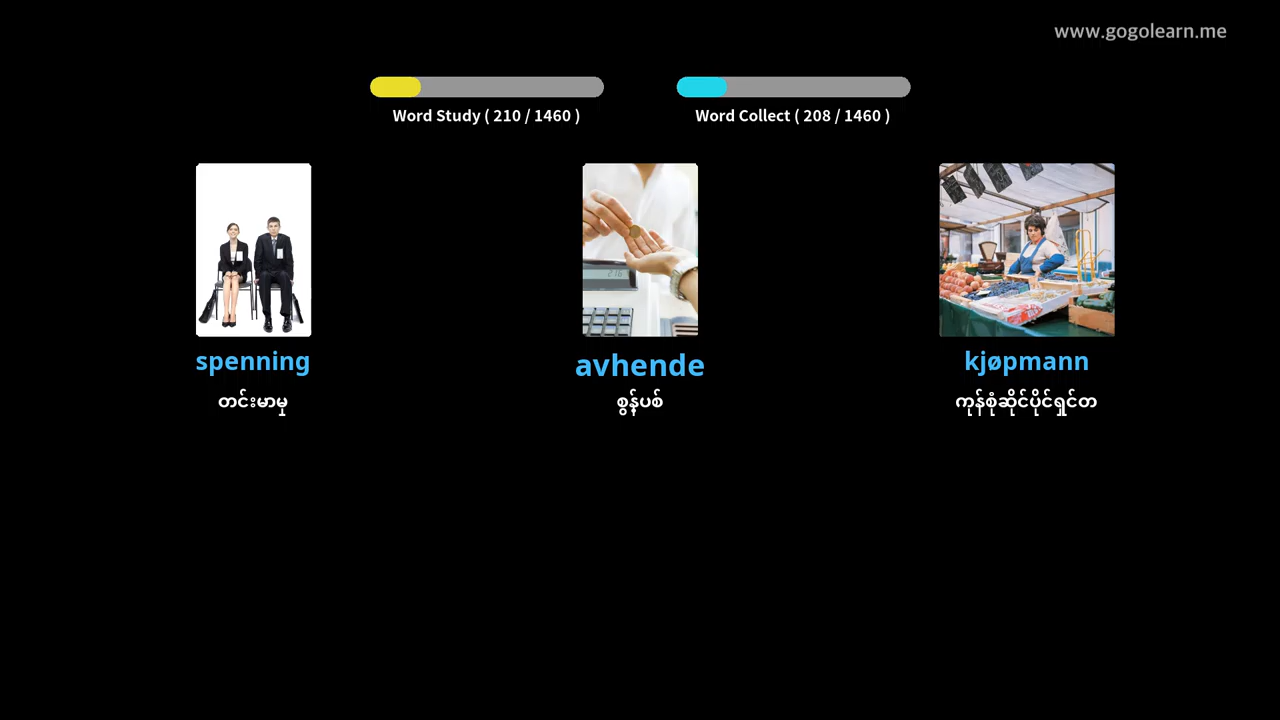 www.gogolearn.me
Word Study ( 210 / 1460 )
Word Collect ( 208 / 1460 )
spenning
avhende
kjøpmann
တင်းမာမှု
စွန့်ပစ်
ကုန်စုံဆိုင်ပိုင်ရှင်တ